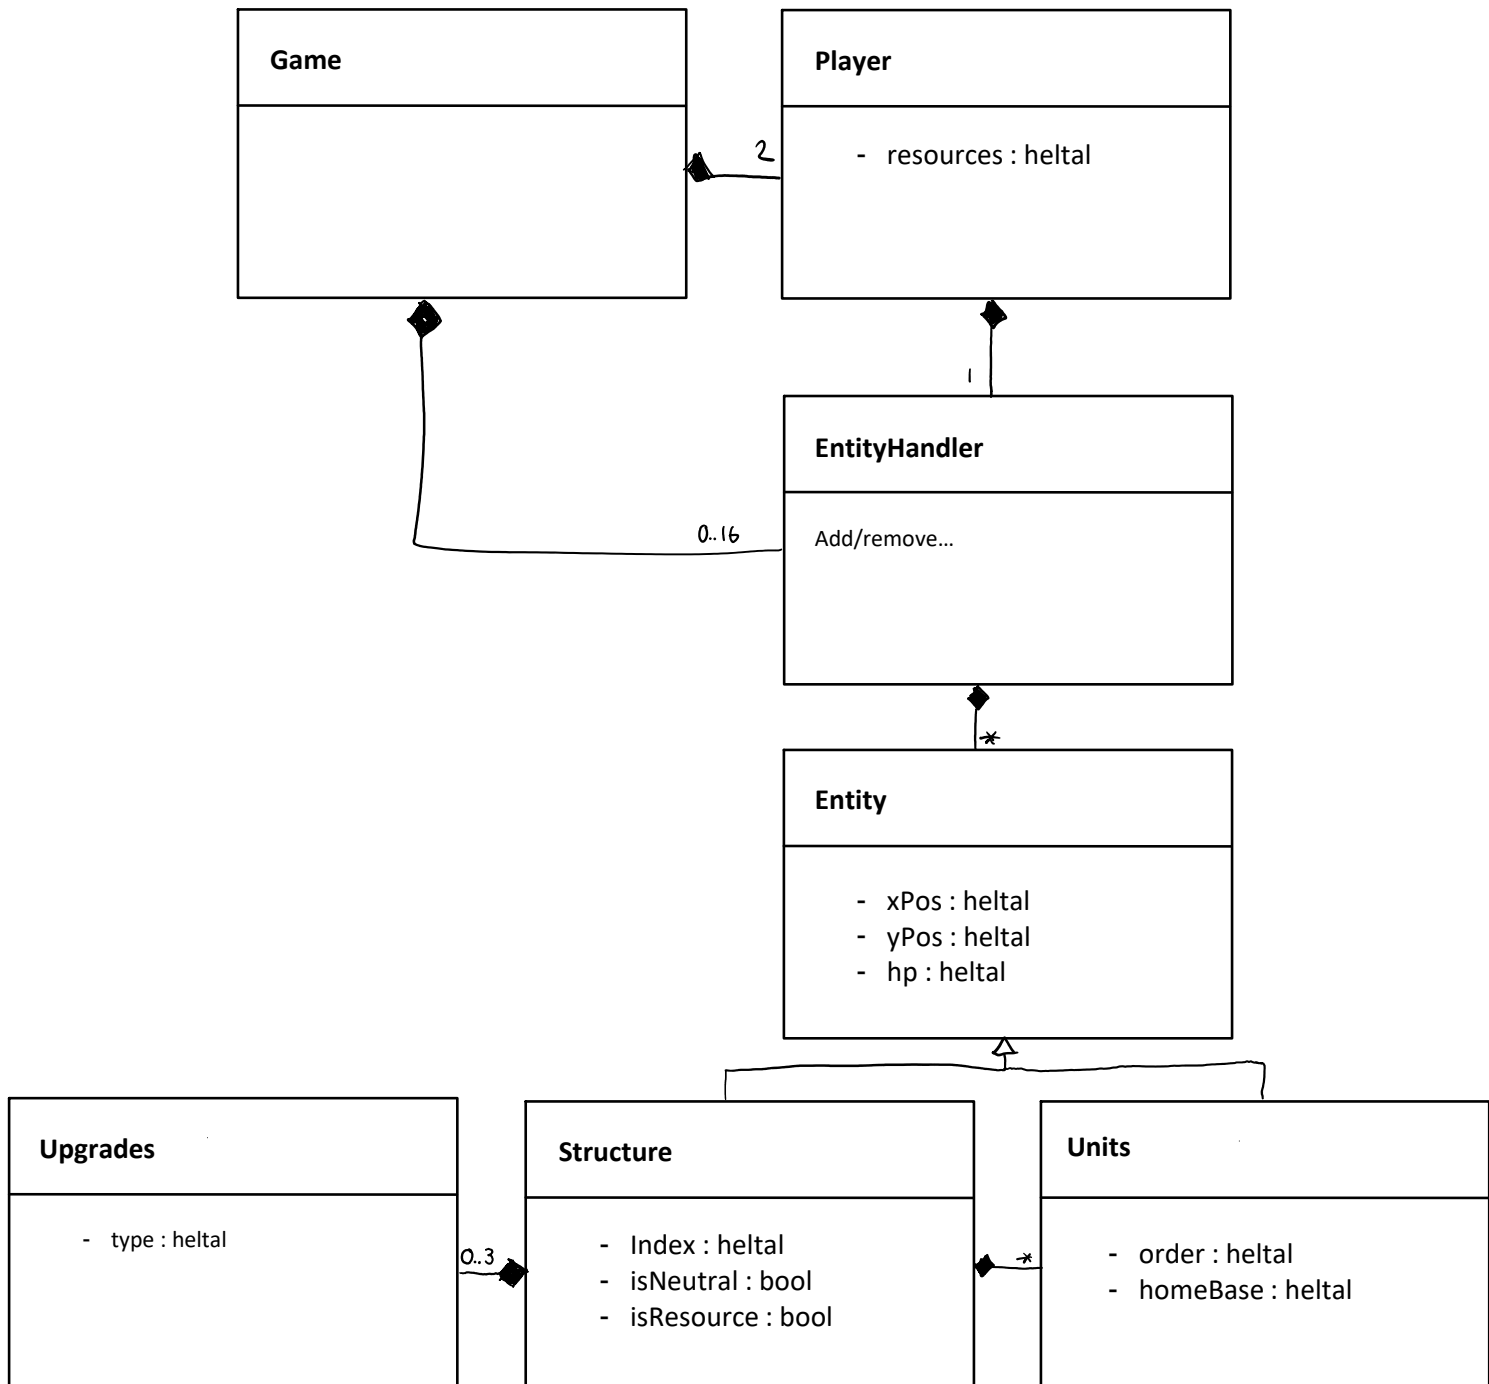 Game
Player
- resources : heltal
2
1
EntityHandler
Add/remove...
0..16
*
Entity
- xPos : heltal
- yPos : heltal
- hp : heltal
Upgrades
- type : heltal
0..3
Structure
- Index : heltal
- isNeutral : bool
- isResource : bool
*
Units
- order : heltal
- homeBase : heltal